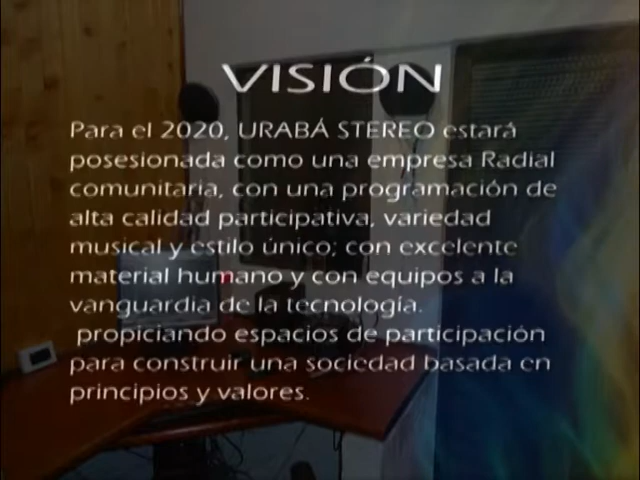 VISIÓN
Para el 2020, URABÁ STEREO estará
posesionada como una empresa Radial
comunitaria, con una programación de
alta calidad participativa, variedad
musical y estilo único; con excelente
material humano y con equipos a la
vanguardia de la tecnología.
propiciando espacios de participación
para construir una sociedad basada en
principios y valores.